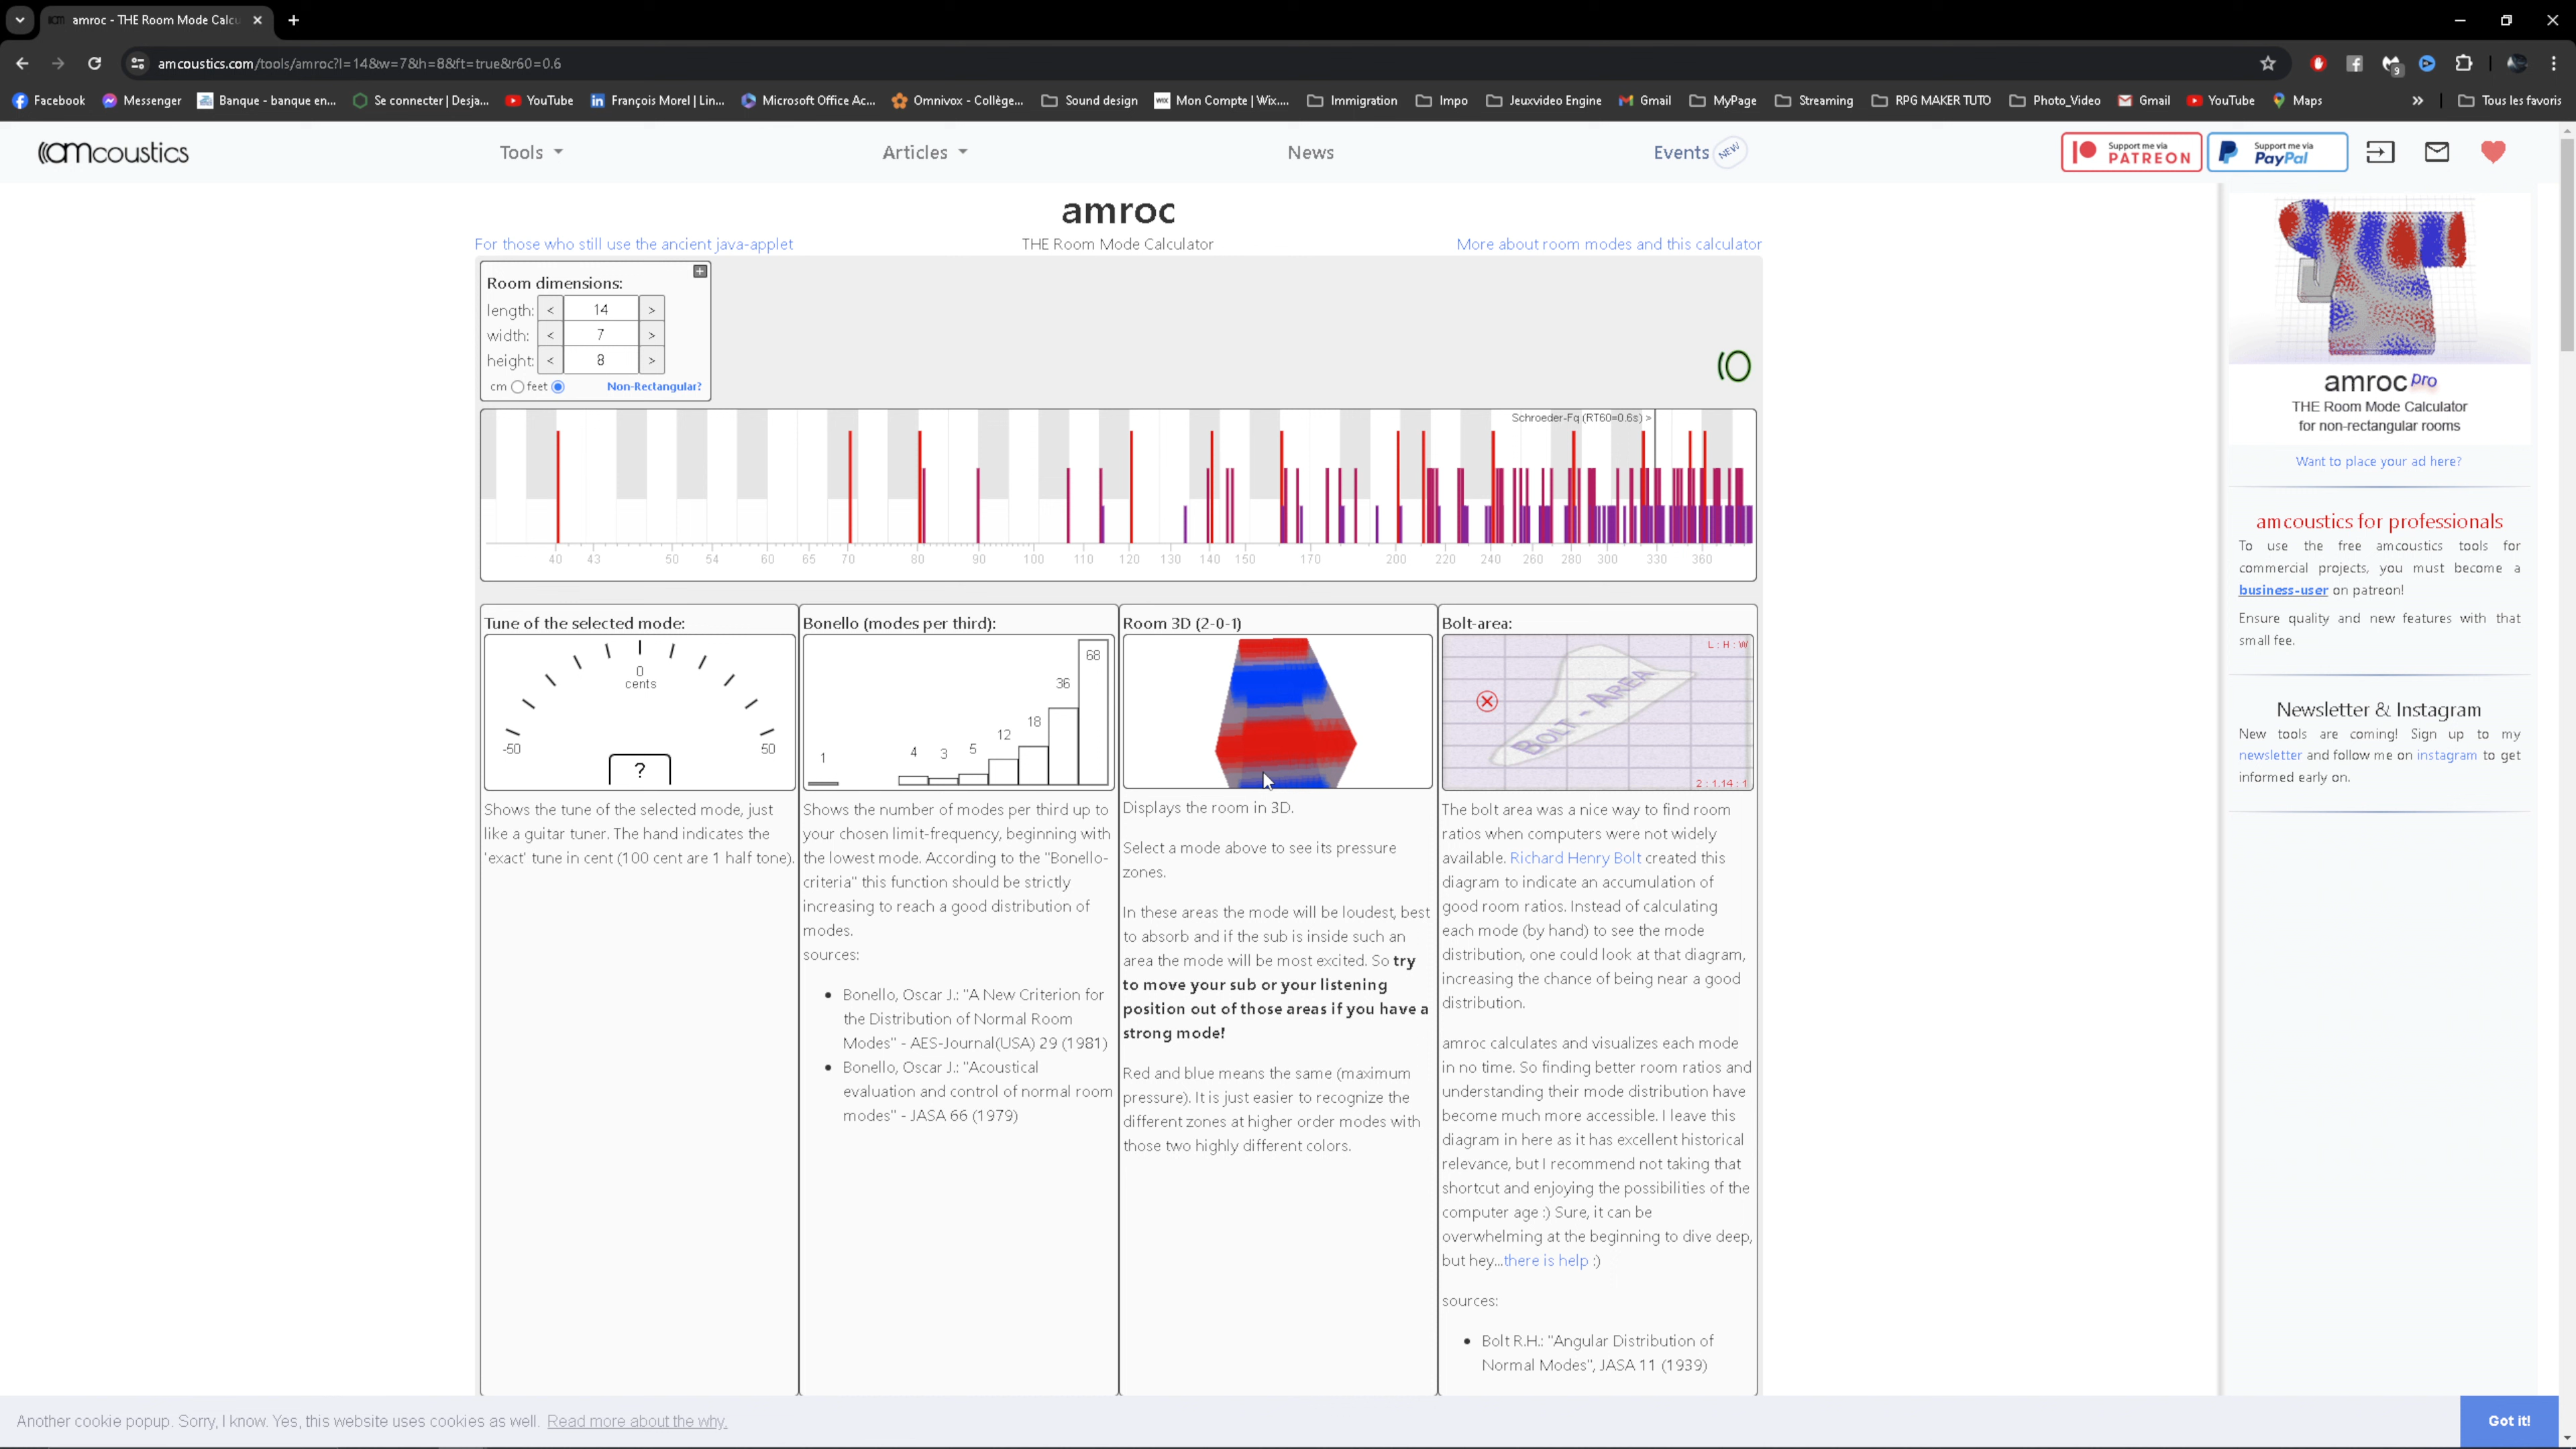 amroc - THE Room Mode Calcu
amcoustics.com/tools/amroc?l=14&w=7&h=8&ft=true&r60=0.6
9
Facebook Messenger Banque - banque en... Se connecter | Desja... YouTube François Morel | Lin... Microsoft Office Ac... Omnivox - Collège... Sound design Mon Compte | Wix.... Immigration Impo Jeuxvideo Engine Gmail MyPage Streaming RPG MAKER TUTO Photo_Video Gmail YouTube Maps » Tous les favoris
amcoustics Tools Articles News Events NEW Support me via PATREON Support me via PayPal
amroc
For those who still use the ancient java-applet THE Room Mode Calculator More about room modes and this calculator
Room dimensions:
length: < 14 >
width: < 7 >
height: < 8 >
cm feet Non-Rectangular?
Schroeder-Fq (RT60=0.6s) >
40 43 50 54 60 65 70 80 90 100 110 120 130 140 150 170 200 220 240 260 280 300 330 360
Tune of the selected mode:
0
cents
-50 50
?
Shows the tune of the selected mode, just
like a guitar tuner. The hand indicates the
'exact' tune in cent (100 cent are 1 half tone).
Bonello (modes per third):
1 4 3 5 12 18 36 68
Shows the number of modes per third up to
your chosen limit-frequency, beginning with
the lowest mode. According to the "Bonello-
criteria" this function should be strictly
increasing to reach a good distribution of
modes.
sources:
• Bonello, Oscar J.: "A New Criterion for
the Distribution of Normal Room
Modes" - AES-Journal(USA) 29 (1981)
• Bonello, Oscar J.: "Acoustical
evaluation and control of normal room
modes" - JASA 66 (1979)
Room 3D (2-0-1)
Displays the room in 3D.
Select a mode above to see its pressure
zones.
In these areas the mode will be loudest, best
to absorb and if the sub is inside such an
area the mode will be most excited. So try
to move your sub or your listening
position out of those areas if you have a
strong mode!
Red and blue means the same (maximum
pressure). It is just easier to recognize the
different zones at higher order modes with
those two highly different colors.
Bolt-area:
L : H : W
BOLT - AREA
2 : 1.14 : 1
The bolt area was a nice way to find room
ratios when computers were not widely
available. Richard Henry Bolt created this
diagram to indicate an accumulation of
good room ratios. Instead of calculating
each mode (by hand) to see the mode
distribution, one could look at that diagram,
increasing the chance of being near a good
distribution.
amroc calculates and visualizes each mode
in no time. So finding better room ratios and
understanding their mode distribution have
become much more accessible. I leave this
diagram in here as it has excellent historical
relevance, but I recommend not taking that
shortcut and enjoying the possibilities of the
computer age :) Sure, it can be
overwhelming at the beginning to dive deep,
but hey...there is help :)
sources:
• Bolt R.H.: "Angular Distribution of
Normal Modes", JASA 11 (1939)
amroc pro
THE Room Mode Calculator
for non-rectangular rooms
Want to place your ad here?
amcoustics for professionals
To use the free amcoustics tools for
commercial projects, you must become a
business-user on patreon!
Ensure quality and new features with that
small fee.
Newsletter & Instagram
New tools are coming! Sign up to my
newsletter and follow me on instagram to get
informed early on.
Another cookie popup. Sorry, I know. Yes, this website uses cookies as well. Read more about the why. Got it!